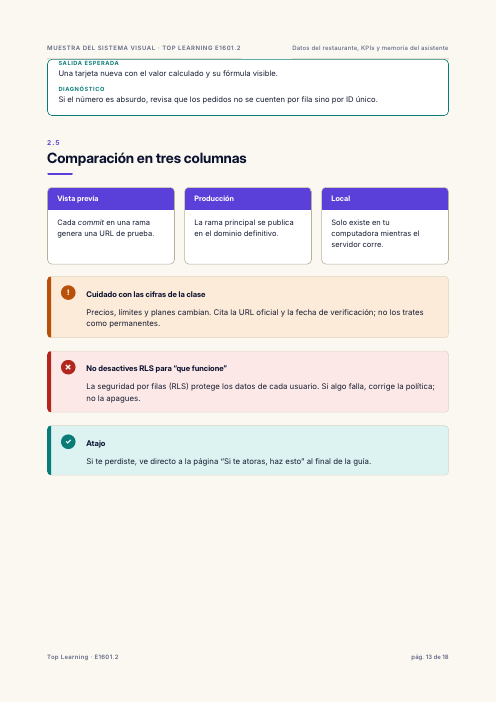 MUESTRA DEL SISTEMA VISUAL · TOP LEARNING E1601.2
Datos del restaurante, KPIs y memoria del asistente
SALIDA ESPERADA
Una tarjeta nueva con el valor calculado y su fórmula visible.
DIAGNÓSTICO
Si el número es absurdo, revisa que los pedidos no se cuenten por fila sino por ID único.
2.5
Comparación en tres columnas
Vista previa
Cada commit en una rama
genera una URL de prueba.
Producción
La rama principal se publica
en el dominio definitivo.
Local
Solo existe en tu
computadora mientras el
servidor corre.
Cuidado con las cifras de la clase
Precios, límites y planes cambian. Cita la URL oficial y la fecha de verificación; no los trates
como permanentes.
No desactives RLS para “que funcione”
La seguridad por filas (RLS) protege los datos de cada usuario. Si algo falla, corrige la política;
no la apagues.
Atajo
Si te perdiste, ve directo a la página “Si te atoras, haz esto” al final de la guía.
Top Learning · E1601.2
pág. 13 de 18